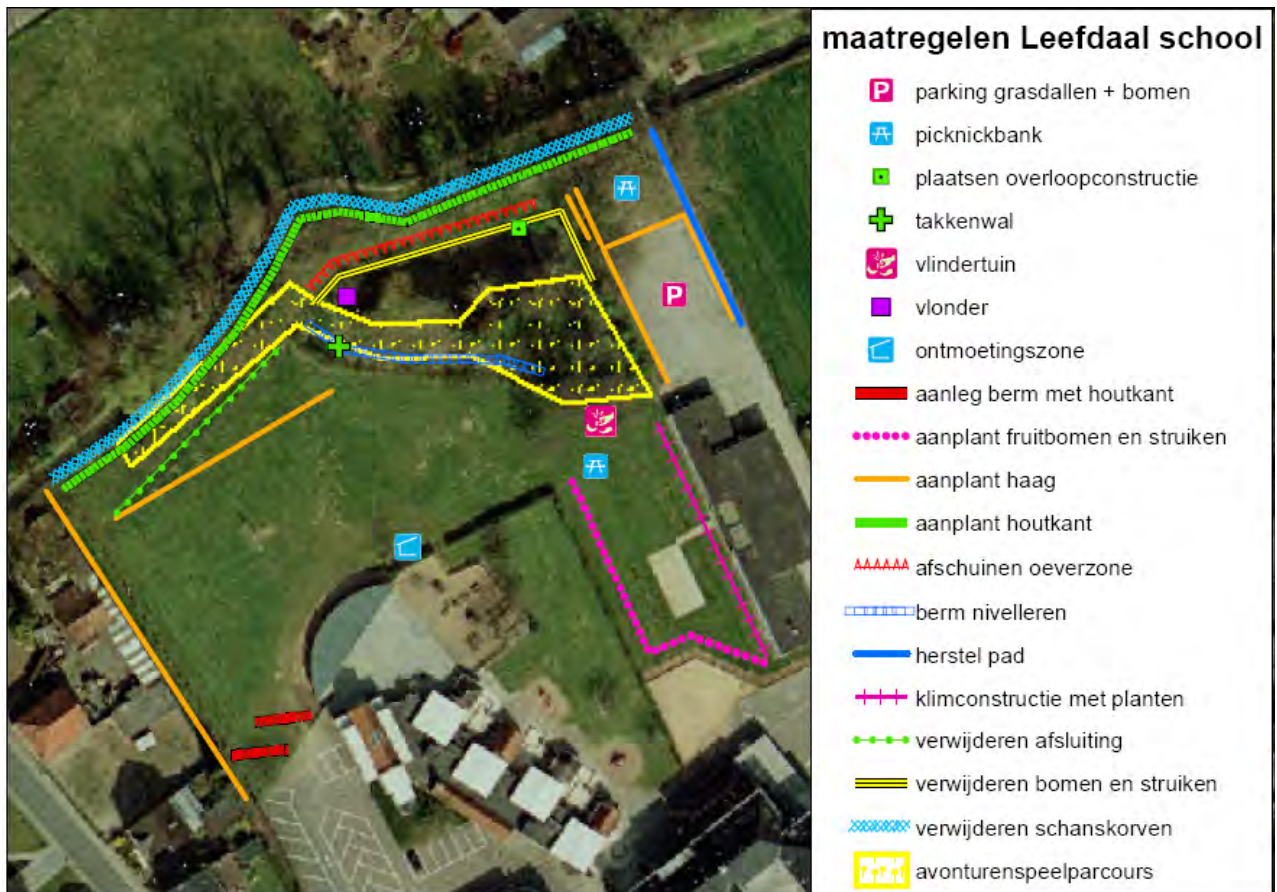 maatregelen Leefdaal school
P parking grasdallen + bomen
picknickbank
plaatsen overloopconstructie
takkenwal
vlindertuin
vlonder
ontmoetingszone
aanleg berm met houtkant
aanplant fruitbomen en struiken
aanplant haag
aanplant houtkant
afschuinen oeverzone
berm nivelleren
herstel pad
klimconstructie met planten
verwijderen afsluiting
verwijderen bomen en struiken
verwijderen schanskorven
avonturenspeelparcours
P